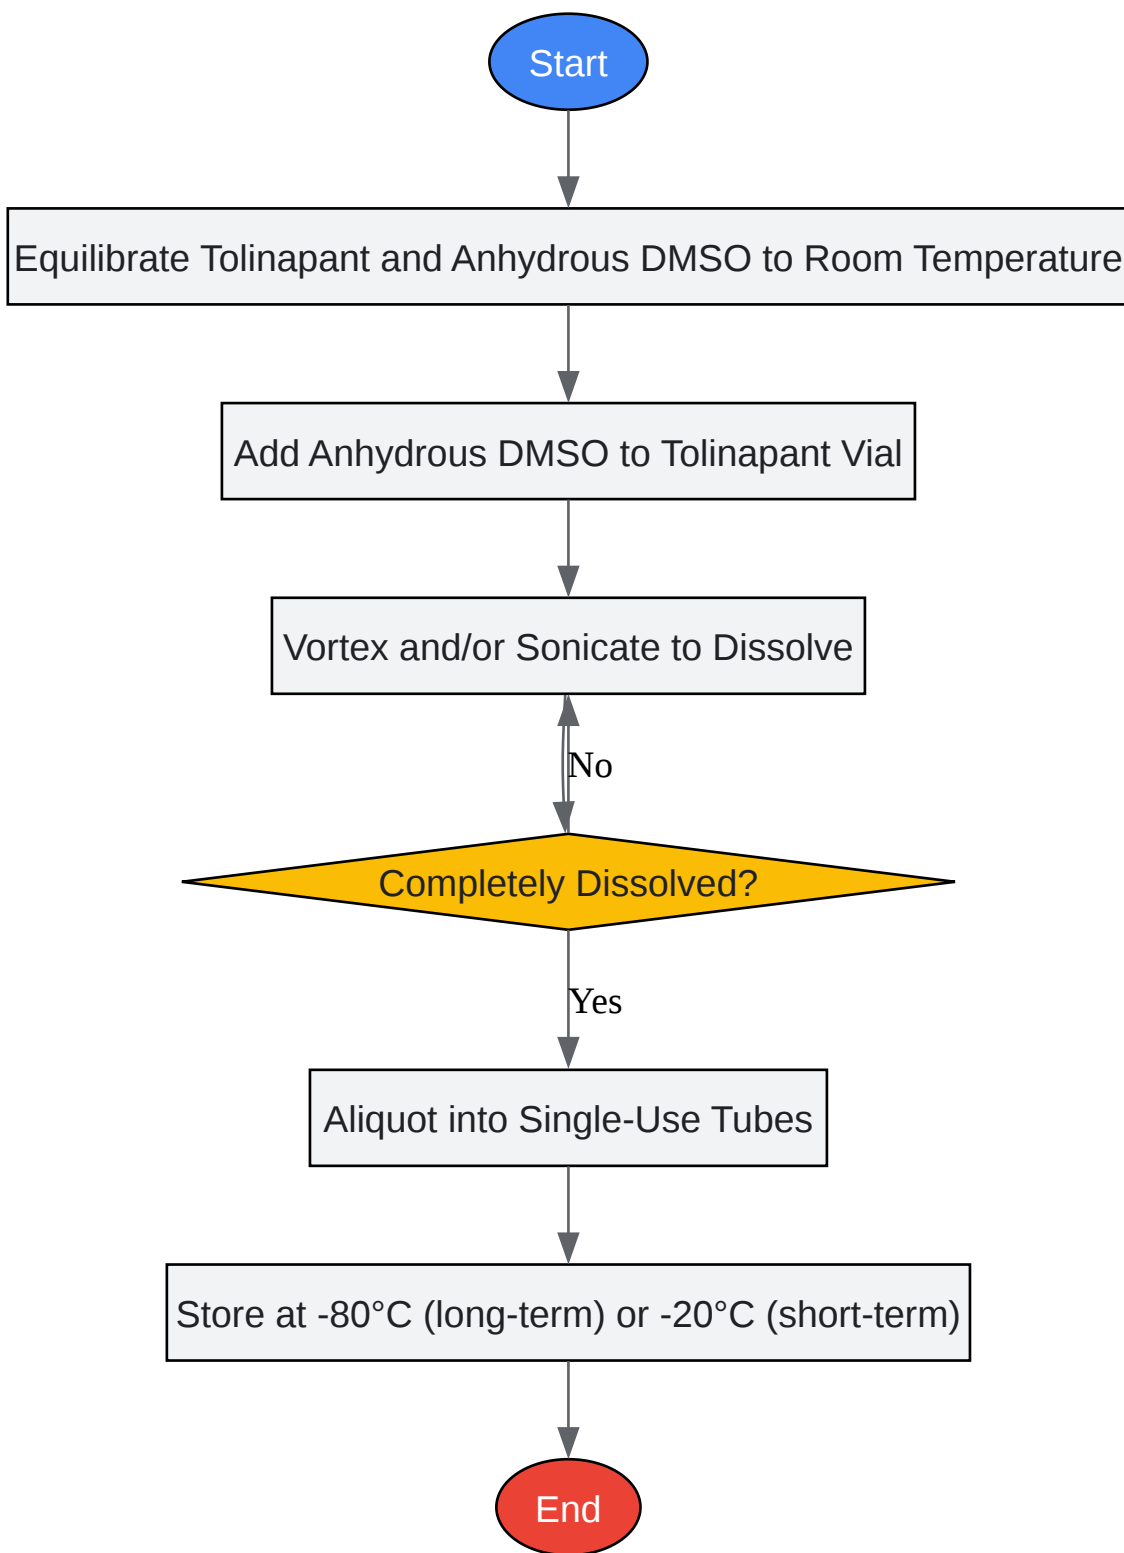 Start
Equilibrate Tolinapant and Anhydrous DMSO to Room Temperature
Add Anhydrous DMSO to Tolinapant Vial
Vortex and/or Sonicate to Dissolve
No
Completely Dissolved?
Yes
Aliquot into Single-Use Tubes
Store at -80°C (long-term) or -20°C (short-term)
End